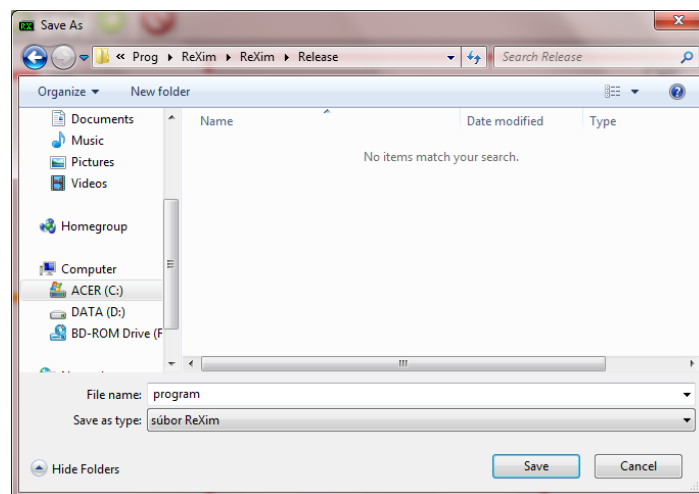 RX Save As
« Prog ▸ ReXim ▸ ReXim ▸ Release
Search Release
Organize
New folder
Documents
Music
Pictures
Videos
Homegroup
Computer
ACER (C:)
DATA (D:)
BD-ROM Drive (F
Name
Date modified
Type
No items match your search.
File name: program
Save as type: súbor ReXim
Hide Folders
Save
Cancel